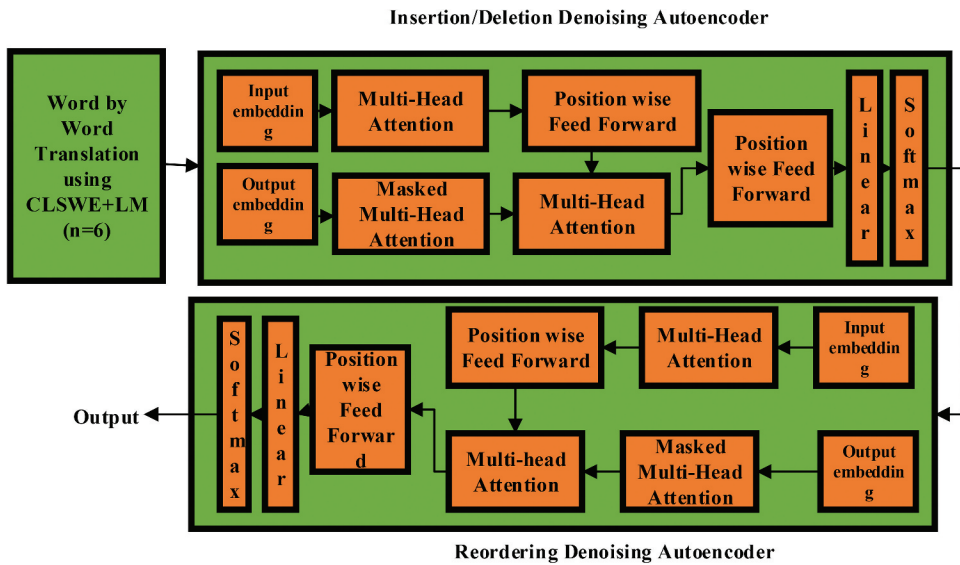 Insertion/Deletion Denoising Autoencoder
Word by
Word
Translation
using
CLSWE+LM
(n=6)
Input
embeddin
g
Multi-Head
Attention
Position wise
Feed Forward
Output
embeddin
g
Masked
Multi-Head
Attention
Multi-Head
Attention
Position
wise Feed
Forward
L
i
n
e
a
r
S
o
f
t
m
a
x
S
o
f
t
m
a
x
L
i
n
e
a
r
Position
wise
Feed
Forwar
d
Position wise
Feed Forward
Multi-Head
Attention
Input
embeddin
g
Output
Multi-head
Attention
Masked
Multi-Head
Attention
Output
embeddin
g
Reordering Denoising Autoencoder